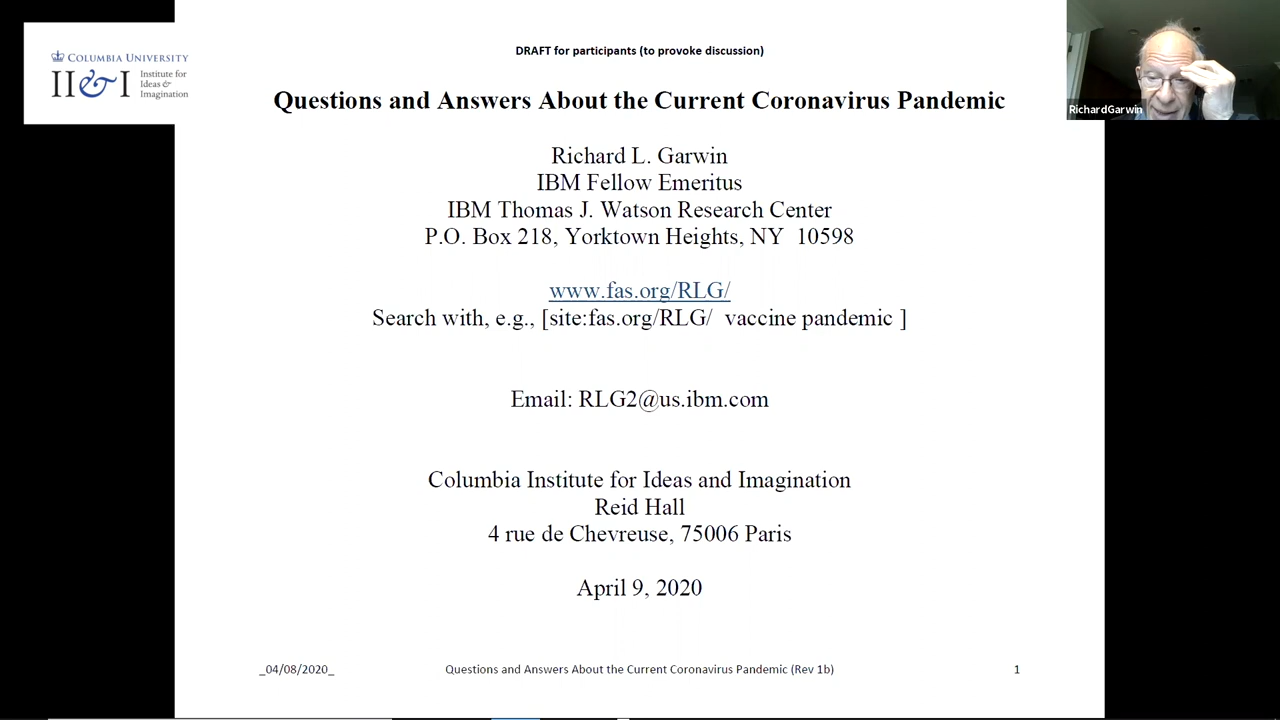 COLUMBIA UNIVERSITY
II&I
Institute for
Ideas &
Imagination
DRAFT for participants (to provoke discussion)
Questions and Answers About the Current Coronavirus Pandemic
RichardGarwin
Richard L. Garwin
IBM Fellow Emeritus
IBM Thomas J. Watson Research Center
P.O. Box 218, Yorktown Heights, NY 10598
www.fas.org/RLG/
Search with, e.g., [site:fas.org/RLG/ vaccine pandemic ]
Email: RLG2@us.ibm.com
Columbia Institute for Ideas and Imagination
Reid Hall
4 rue de Chevreuse, 75006 Paris
April 9, 2020
_04/08/2020_
Questions and Answers About the Current Coronavirus Pandemic (Rev 1b)
1